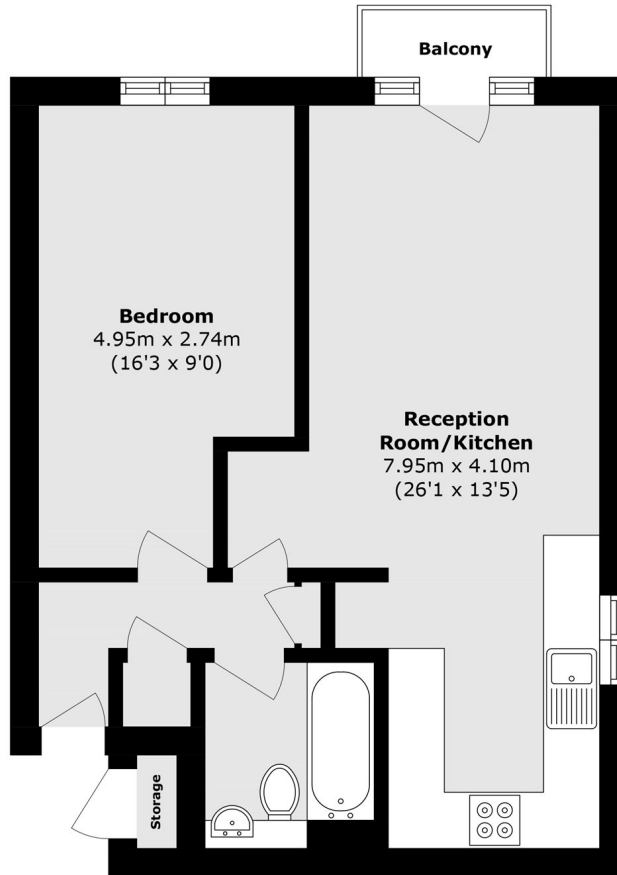 Balcony
Bedroom
4.95m x 2.74m
(16'3 x 9'0)
Reception
Room/Kitchen
7.95m x 4.10m
(26'1 x 13'5)
Storage